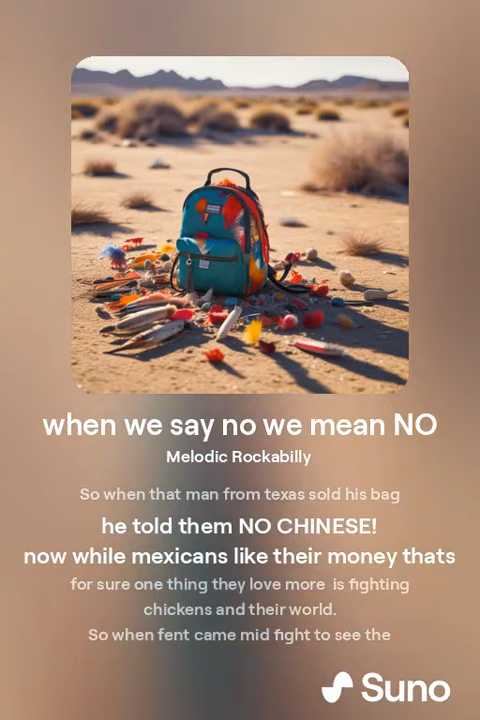 when we say no we mean NO
Melodic Rockabilly
So when that man from texas sold his bag
he told them NO CHINESE!
now while mexicans like their money thats
for sure one thing they love more is fighting
chickens and their world.
So when fent came mid fight to see the
Suno